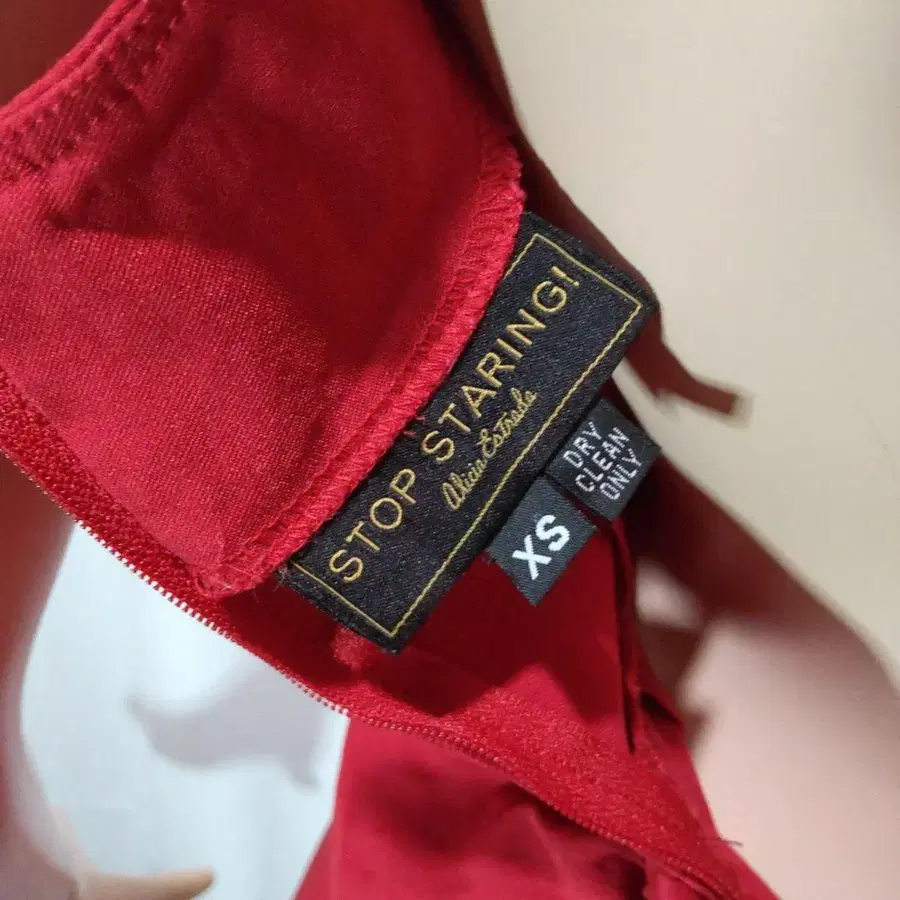 STOP STARING!
Alicia Estrada
XS
DRY
CLEAN
ONLY